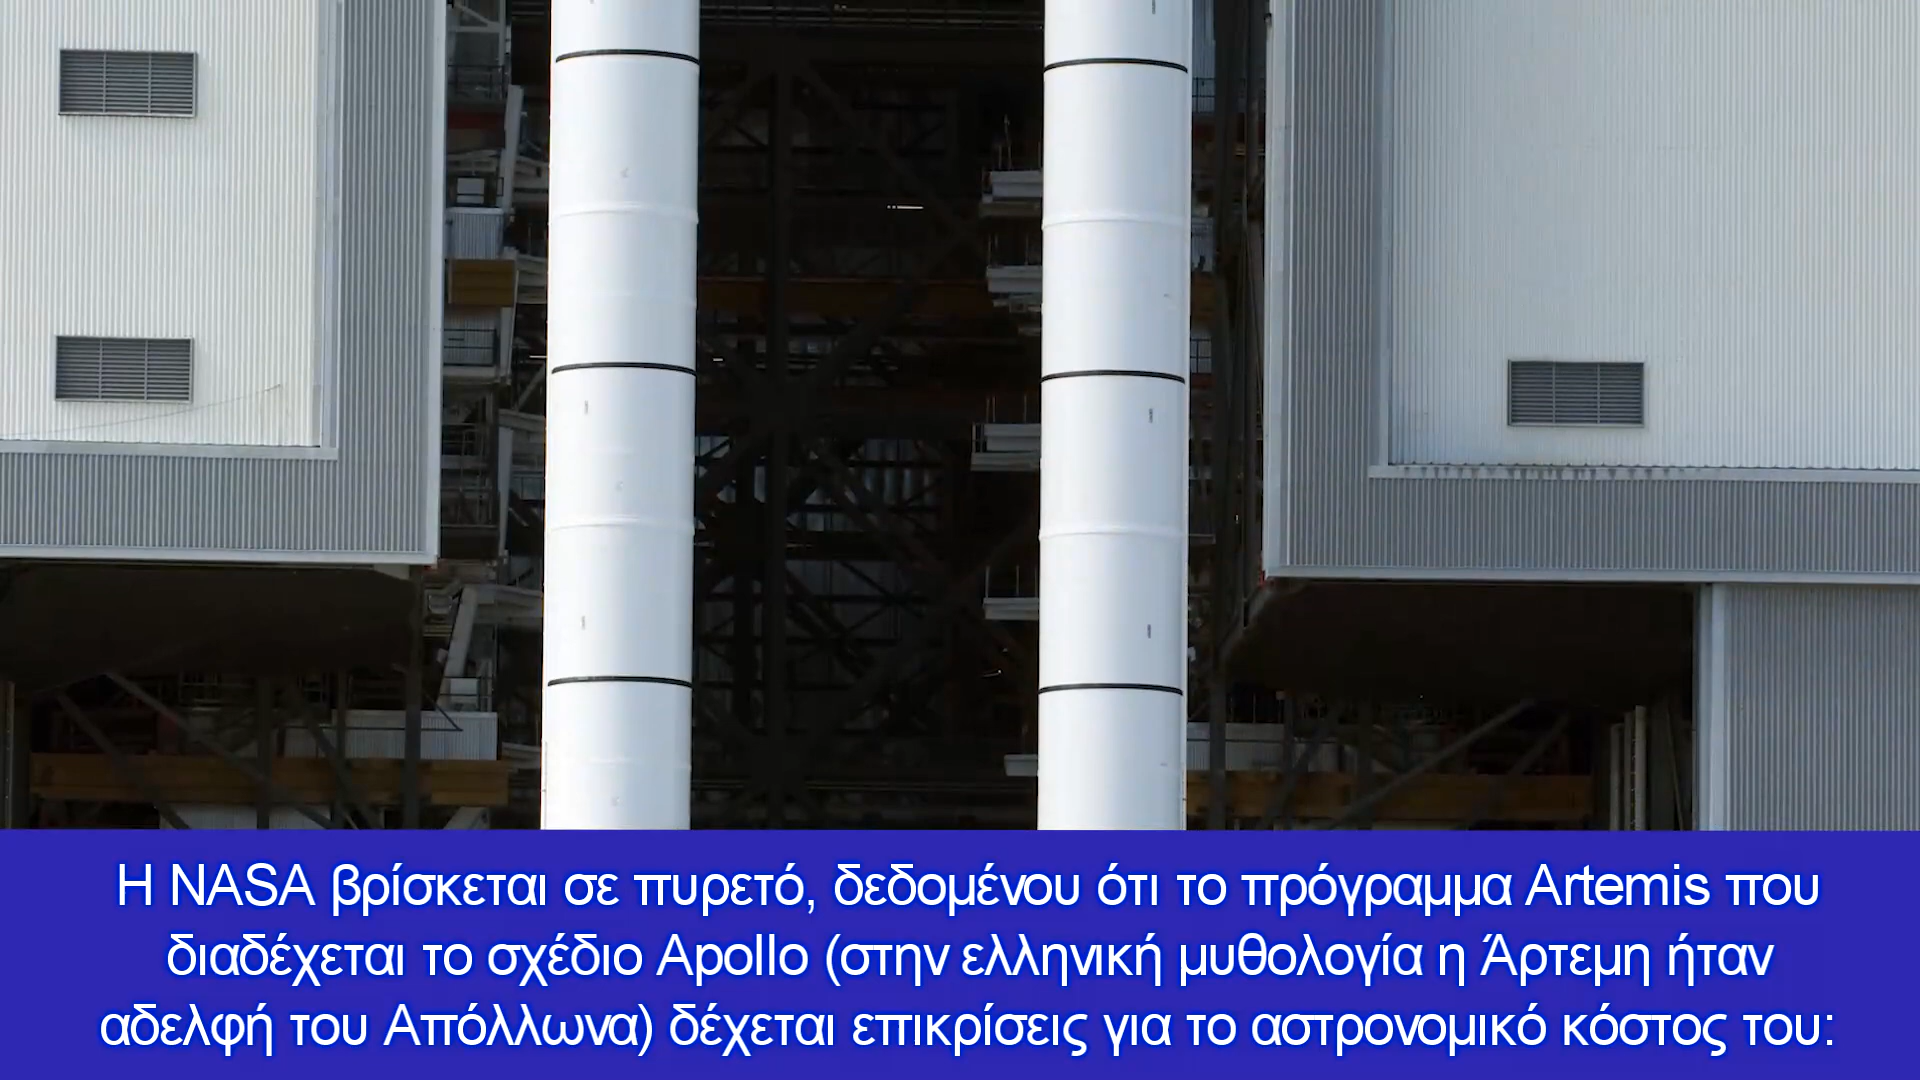 Η NASA βρίσκεται σε πυρετό, δεδομένου ότι το πρόγραμμα Artemis που
διαδέχεται το σχέδιο Apollo (στην ελληνική μυθολογία η Άρτεμη ήταν
αδελφή του Απόλλωνα) δέχεται επικρίσεις για το αστρονομικό κόστος του: